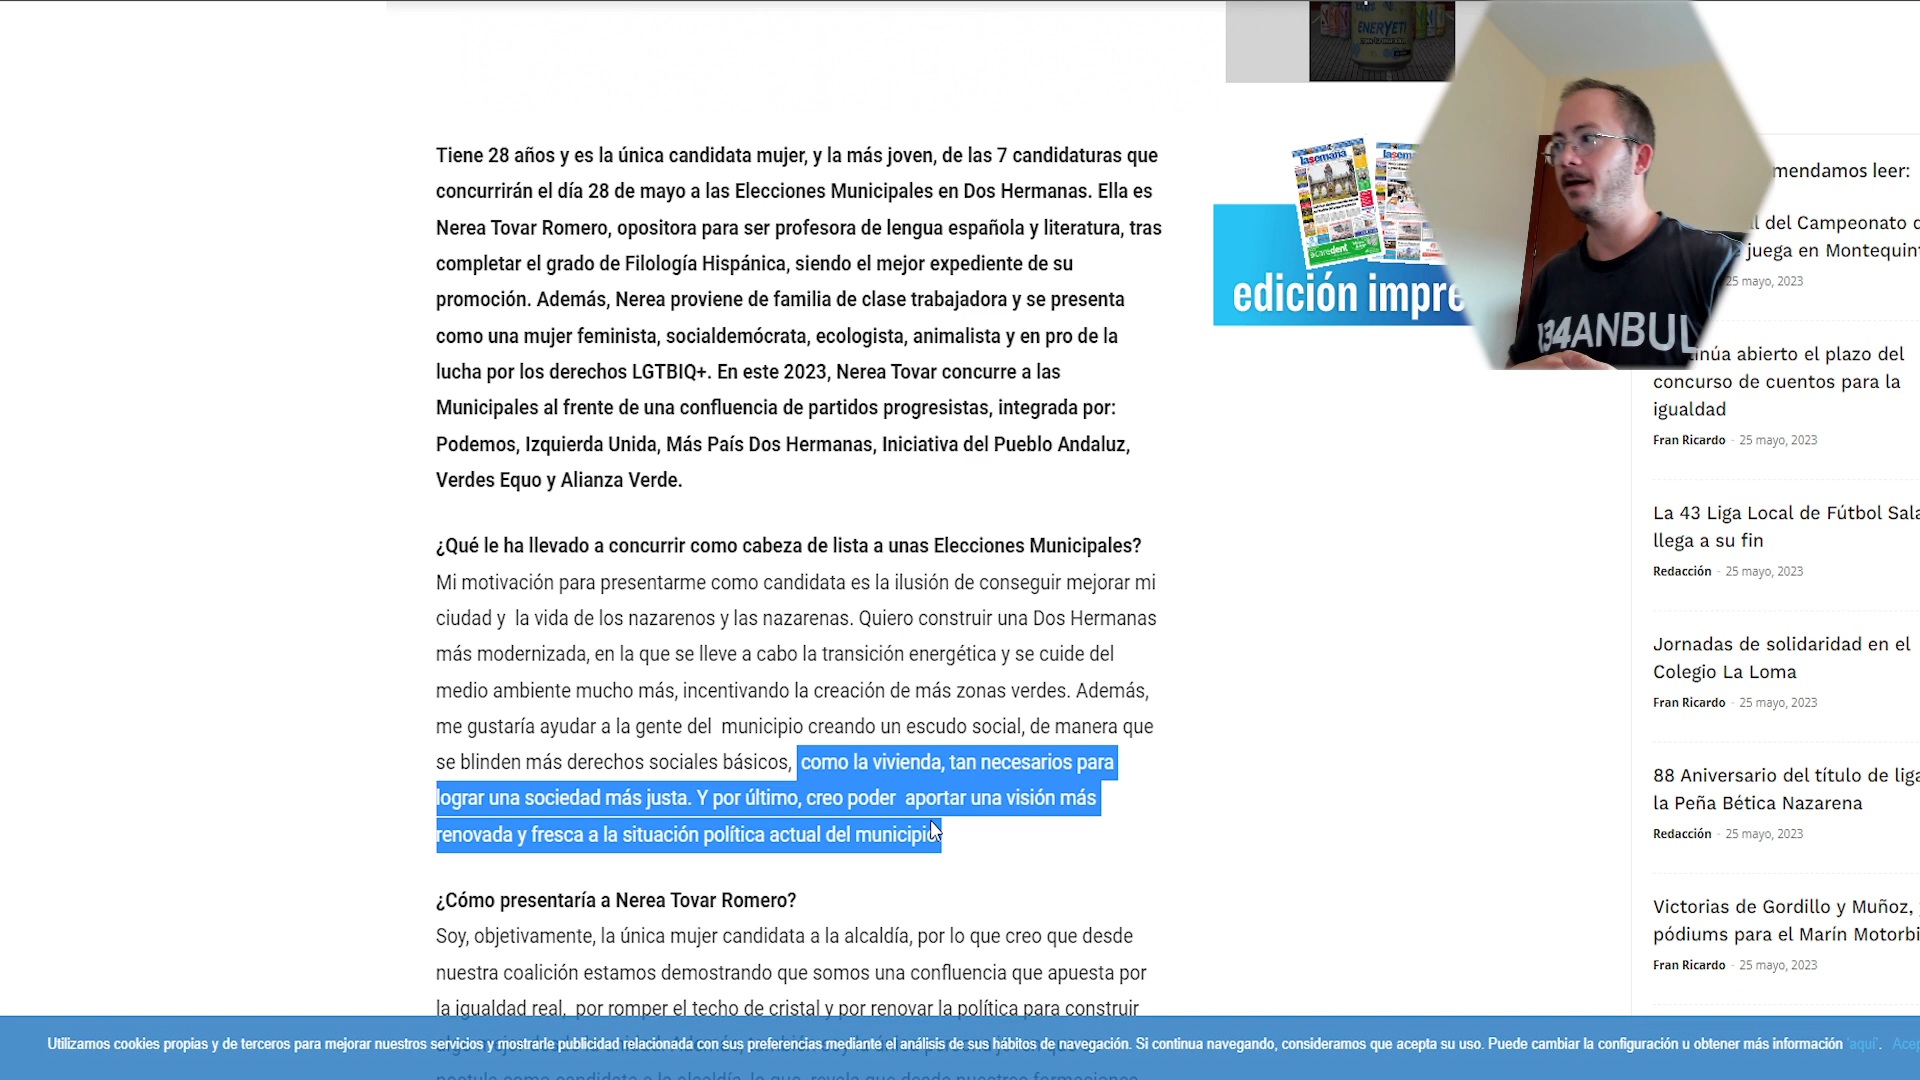 ENERYETI
Tiene 28 años y es la única candidata mujer, y la más joven, de las 7 candidaturas que
concurrirán el día 28 de mayo a las Elecciones Municipales en Dos Hermanas. Ella es
Nerea Tovar Romero, opositora para ser profesora de lengua española y literatura, tras
completar el grado de Filología Hispánica, siendo el mejor expediente de su
promoción. Además, Nerea proviene de familia de clase trabajadora y se presenta
como una mujer feminista, socialdemócrata, ecologista, animalista y en pro de la
lucha por los derechos LGTBIQ+. En este 2023, Nerea Tovar concurre a las
Municipales al frente de una confluencia de partidos progresistas, integrada por:
Podemos, Izquierda Unida, Más País Dos Hermanas, Iniciativa del Pueblo Andaluz,
Verdes Equo y Alianza Verde.
¿Qué le ha llevado a concurrir como cabeza de lista a unas Elecciones Municipales?
Mi motivación para presentarme como candidata es la ilusión de conseguir mejorar mi
ciudad y la vida de los nazarenos y las nazarenas. Quiero construir una Dos Hermanas
más modernizada, en la que se lleve a cabo la transición energética y se cuide del
medio ambiente mucho más, incentivando la creación de más zonas verdes. Además,
me gustaría ayudar a la gente del municipio creando un escudo social, de manera que
se blinden más derechos sociales básicos, como la vivienda, tan necesarios para
lograr una sociedad más justa. Y por último, creo poder aportar una visión más
renovada y fresca a la situación política actual del municipio
¿Cómo presentaría a Nerea Tovar Romero?
Soy, objetivamente, la única mujer candidata a la alcaldía, por lo que creo que desde
nuestra coalición estamos demostrando que somos una confluencia que apuesta por
la igualdad real, por romper el techo de cristal y por renovar la política para construir
lasemana
caredent
edición impre
34ANBUL
mendamos leer:
l del Campeonato d
juega en Montequint
25 mayo, 2023
inúa abierto el plazo del
concurso de cuentos para la
igualdad
Fran Ricardo - 25 mayo, 2023
La 43 Liga Local de Fútbol Sala
llega a su fin
Redacción - 25 mayo, 2023
Jornadas de solidaridad en el
Colegio La Loma
Fran Ricardo - 25 mayo, 2023
88 Aniversario del título de liga
la Peña Bética Nazarena
Redacción - 25 mayo, 2023
Victorias de Gordillo y Muñoz,
pódiums para el Marín Motorbi
Fran Ricardo - 25 mayo, 2023
Utilizamos cookies propias y de terceros para mejorar nuestros servicios y mostrarle publicidad relacionada con sus preferencias mediante el análisis de sus hábitos de navegación. Si continua navegando, consideramos que acepta su uso. Puede cambiar la configuración u obtener más información 'aquí'. Acep